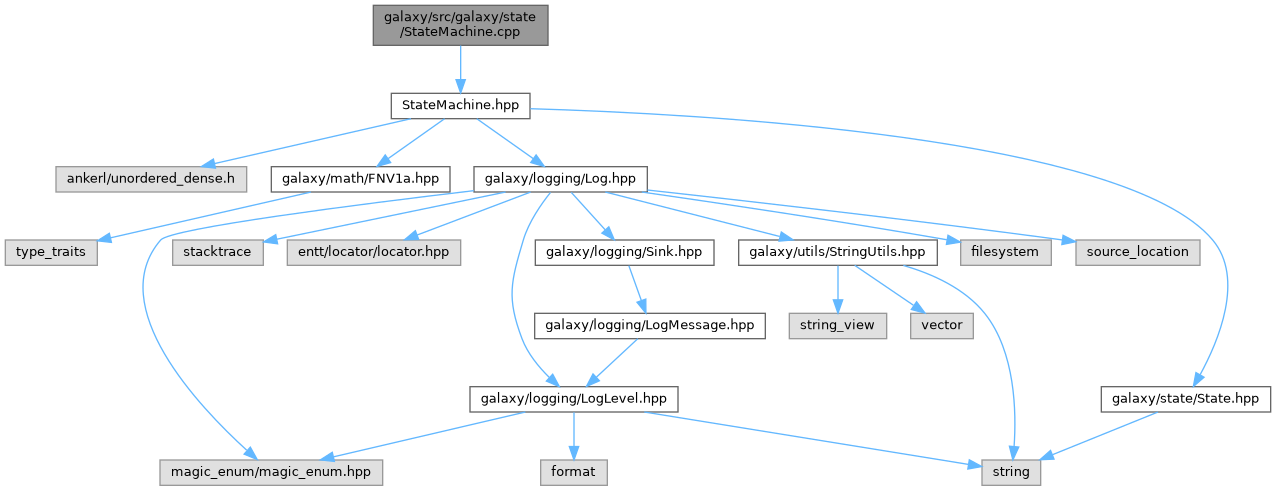 galaxy/src/galaxy/state
/StateMachine.cpp
StateMachine.hpp
ankerl/unordered_dense.h
galaxy/math/FNV1a.hpp
galaxy/logging/Log.hpp
type_traits
stacktrace
entt/locator/locator.hpp
galaxy/logging/Sink.hpp
galaxy/utils/StringUtils.hpp
filesystem
source_location
galaxy/logging/LogMessage.hpp
string_view
vector
galaxy/logging/LogLevel.hpp
galaxy/state/State.hpp
magic_enum/magic_enum.hpp
format
string